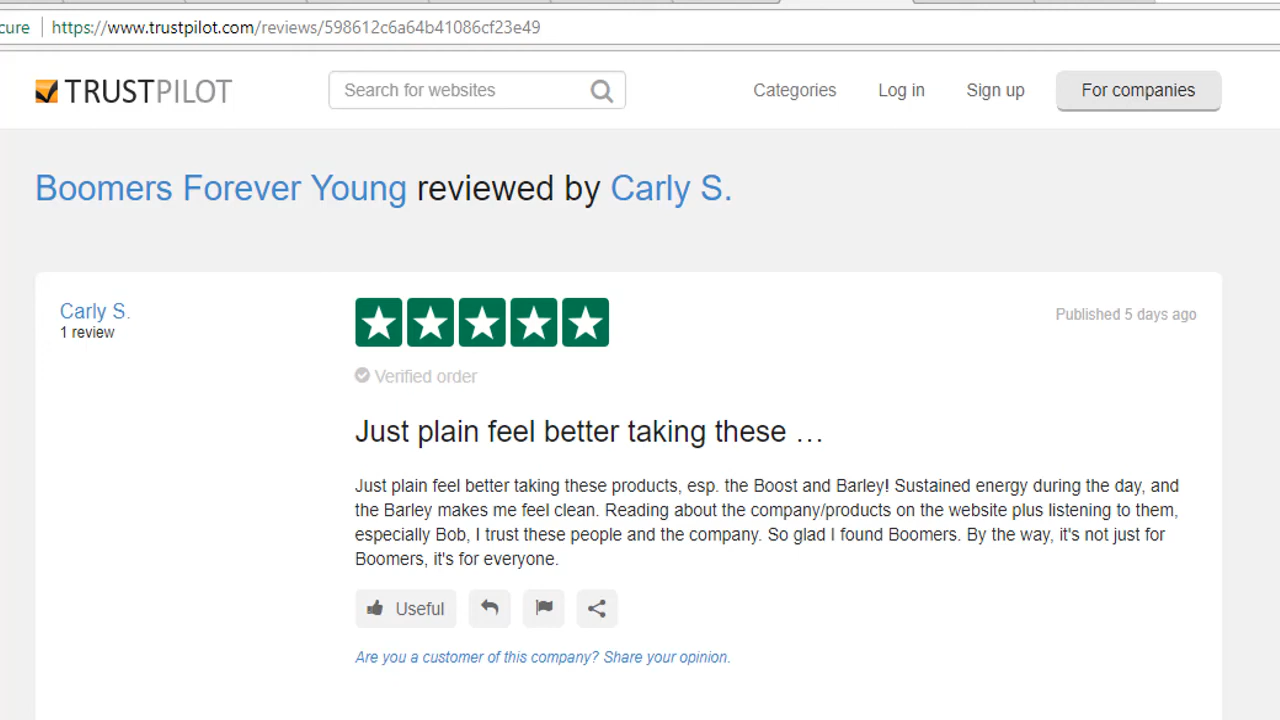 cure | https://www.trustpilot.com/reviews/598612c6a64b41086cf23e49
TRUSTPILOT
Search for websites
Categories
Log in
Sign up
For companies
Boomers Forever Young reviewed by Carly S.
Carly S.
1 review
Published 5 days ago
Verified order
Just plain feel better taking these …
Just plain feel better taking these products, esp. the Boost and Barley! Sustained energy during the day, and
the Barley makes me feel clean. Reading about the company/products on the website plus listening to them,
especially Bob, I trust these people and the company. So glad I found Boomers. By the way, it's not just for
Boomers, it's for everyone.
Useful
Are you a customer of this company? Share your opinion.